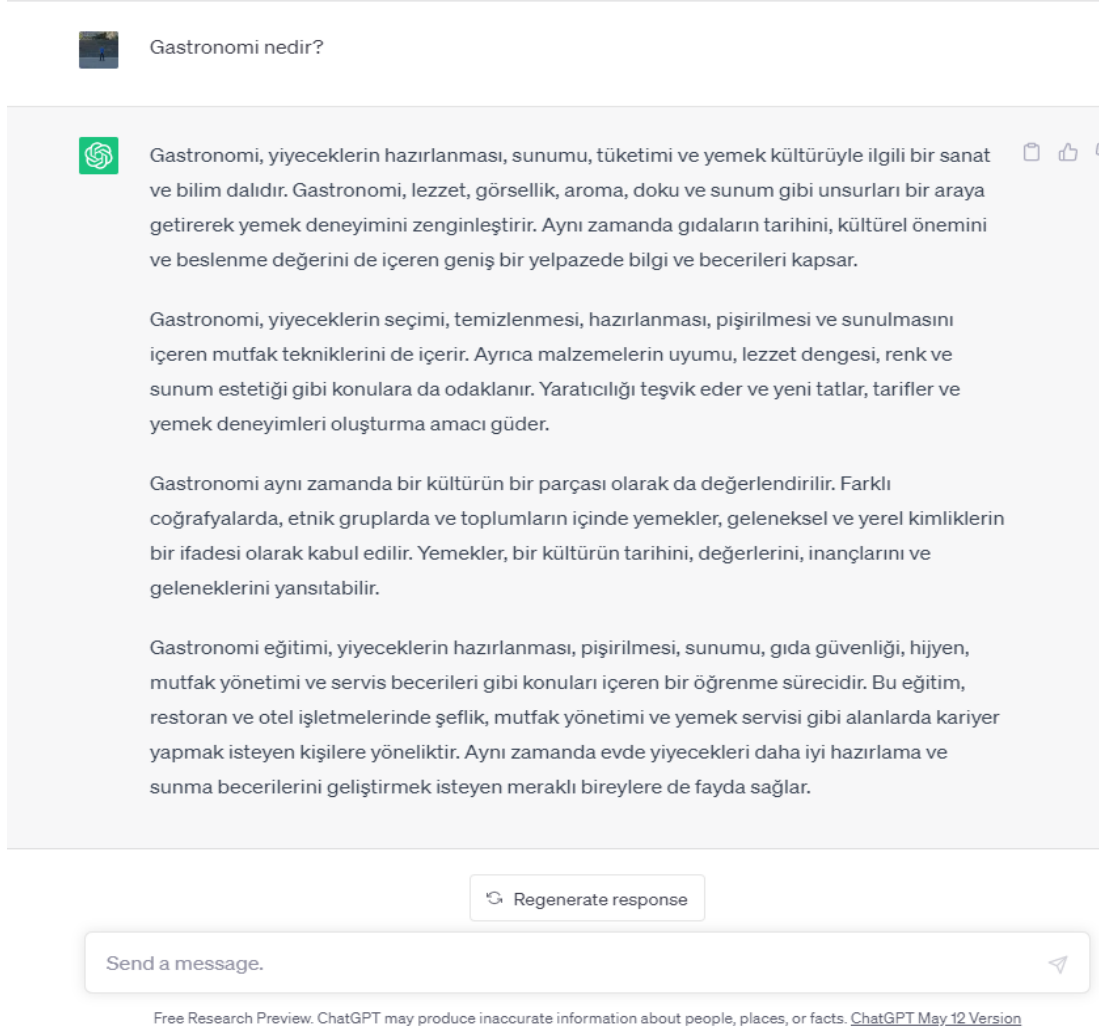 Gastronomi nedir?
Gastronomi, yiyeceklerin hazırlanması, sunumu, tüketimi ve yemek kültürüyle ilgili bir sanat
ve bilim dalıdır. Gastronomi, lezzet, görsellik, aroma, doku ve sunum gibi unsurları bir araya
getirerek yemek deneyimini zenginleştirir. Aynı zamanda gıdaların tarihini, kültürel önemini
ve beslenme değerini de içeren geniş bir yelpazede bilgi ve becerileri kapsar.
Gastronomi, yiyeceklerin seçimi, temizlenmesi, hazırlanması, pişirilmesi ve sunulmasını
içeren mutfak tekniklerini de içerir. Ayrıca malzemelerin uyumu, lezzet dengesi, renk ve
sunum estetiği gibi konulara da odaklanır. Yaratıcılığı teşvik eder ve yeni tatlar, tarifler ve
yemek deneyimleri oluşturma amacı güder.
Gastronomi aynı zamanda bir kültürün bir parçası olarak da değerlendirilir. Farklı
coğrafyalarda, etnik gruplarda ve toplumların içinde yemekler, geleneksel ve yerel kimliklerin
bir ifadesi olarak kabul edilir. Yemekler, bir kültürün tarihini, değerlerini, inançlarını ve
geleneklerini yansıtabilir.
Gastronomi eğitimi, yiyeceklerin hazırlanması, pişirilmesi, sunumu, gıda güvenliği, hijyen,
mutfak yönetimi ve servis becerileri gibi konuları içeren bir öğrenme sürecidir. Bu eğitim,
restoran ve otel işletmelerinde şeflik, mutfak yönetimi ve yemek servisi gibi alanlarda kariyer
yapmak isteyen kişilere yöneliktir. Aynı zamanda evde yiyecekleri daha iyi hazırlama ve
sunma becerilerini geliştirmek isteyen meraklı bireylere de fayda sağlar.
Regenerate response
Send a message.
Free Research Preview. ChatGPT may produce inaccurate information about people, places, or facts. ChatGPT May 12 Version